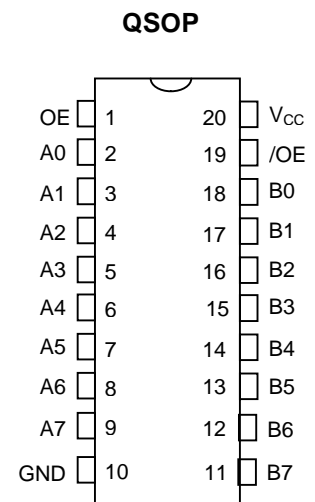 QSOP
OE 1 20 VCC
A0 2 19 /OE
A1 3 18 B0
A2 4 17 B1
A3 5 16 B2
A4 6 15 B3
A5 7 14 B4
A6 8 13 B5
A7 9 12 B6
GND 10 11 B7